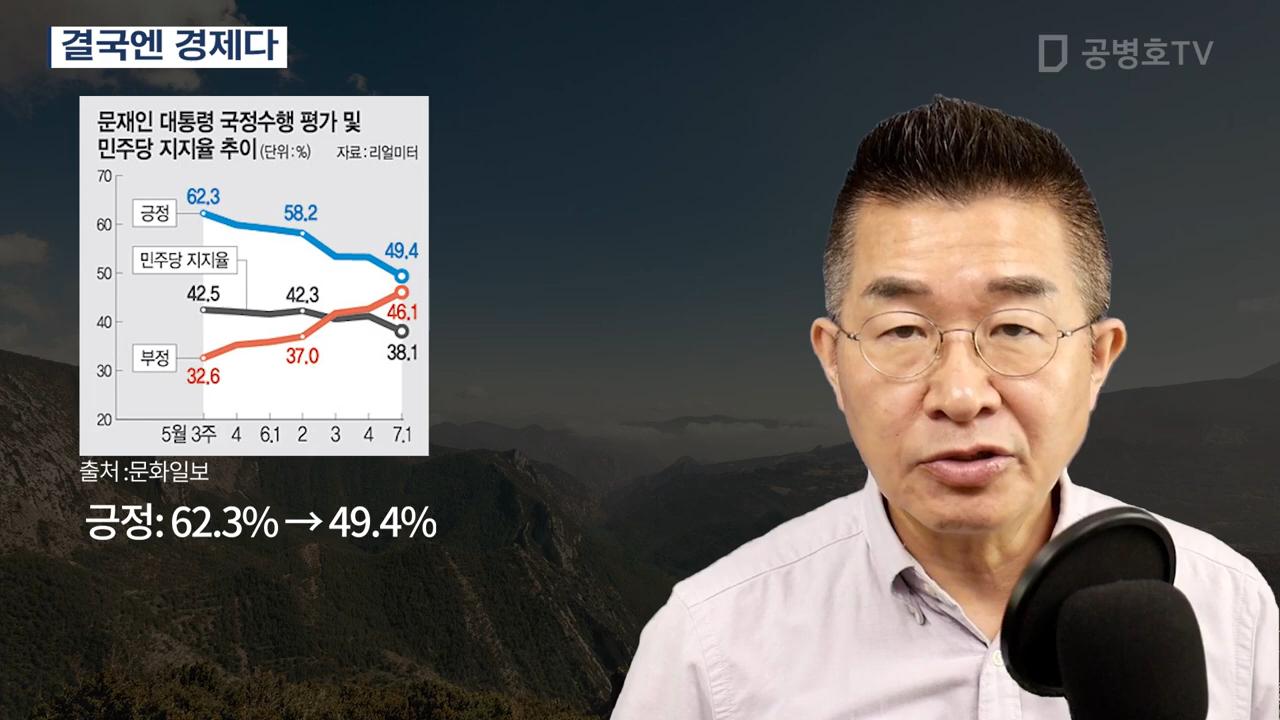 결국엔 경제다
공병호TV
문재인 대통령 국정수행 평가 및
민주당 지지율 추이 (단위:%) 자료:리얼미터
70
62.3
긍정
58.2
60
민주당 지지율
49.4
50
42.5
42.3
46.1
40
부정
37.0
38.1
30
32.6
20
5월 3주 4 6.1 2 3 4 7.1
출처 :문화일보
긍정: 62.3% → 49.4%